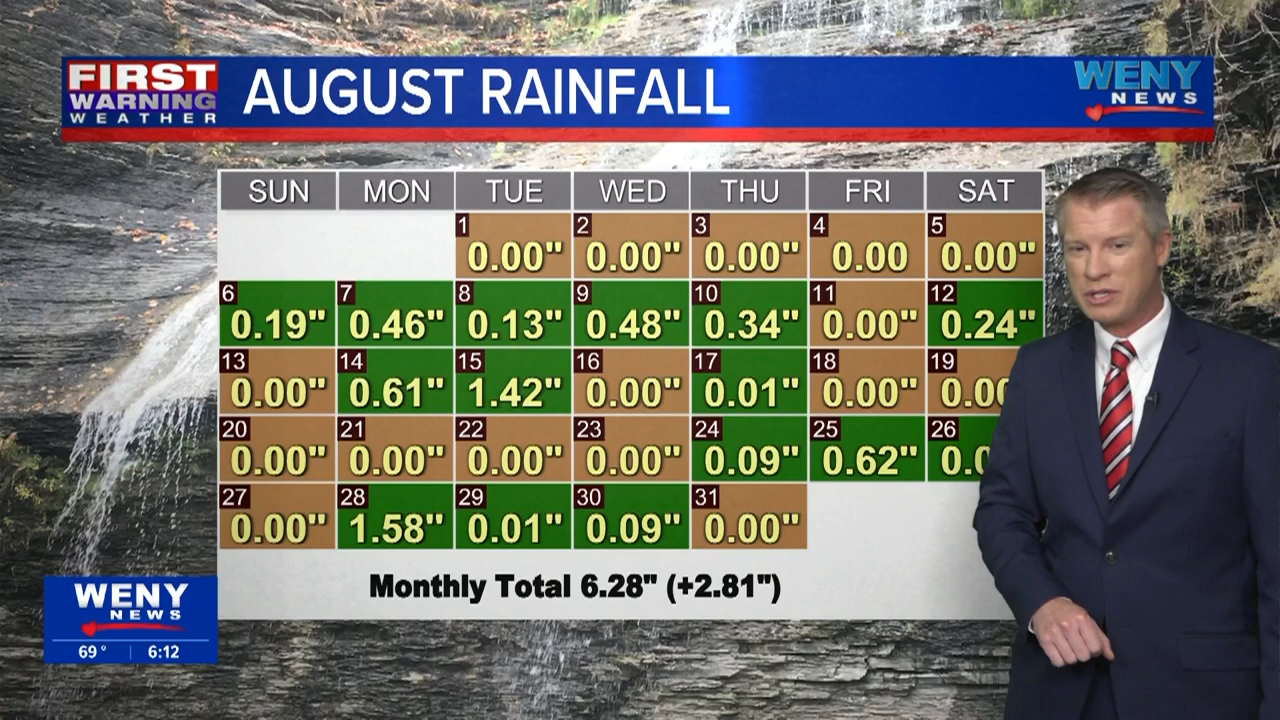 FIRST
WARNING
WEATHER
AUGUST RAINFALL
WENY
NEWS
SUN MON TUE WED THU FRI SAT
1 2 3 4 5
0.00" 0.00" 0.00" 0.00 0.00"
6 7 8 9 10 11 12
0.19" 0.46" 0.13" 0.48" 0.34" 0.00" 0.24"
13 14 15 16 17 18 19
0.00" 0.61" 1.42" 0.00" 0.01" 0.00" 0.00
20 21 22 23 24 25 26
0.00" 0.00" 0.00" 0.00" 0.09" 0.62"
27 28 29 30 31
0.00" 1.58" 0.01" 0.09" 0.00"
Monthly Total 6.28" (+2.81")
WENY
NEWS
69° 6:12